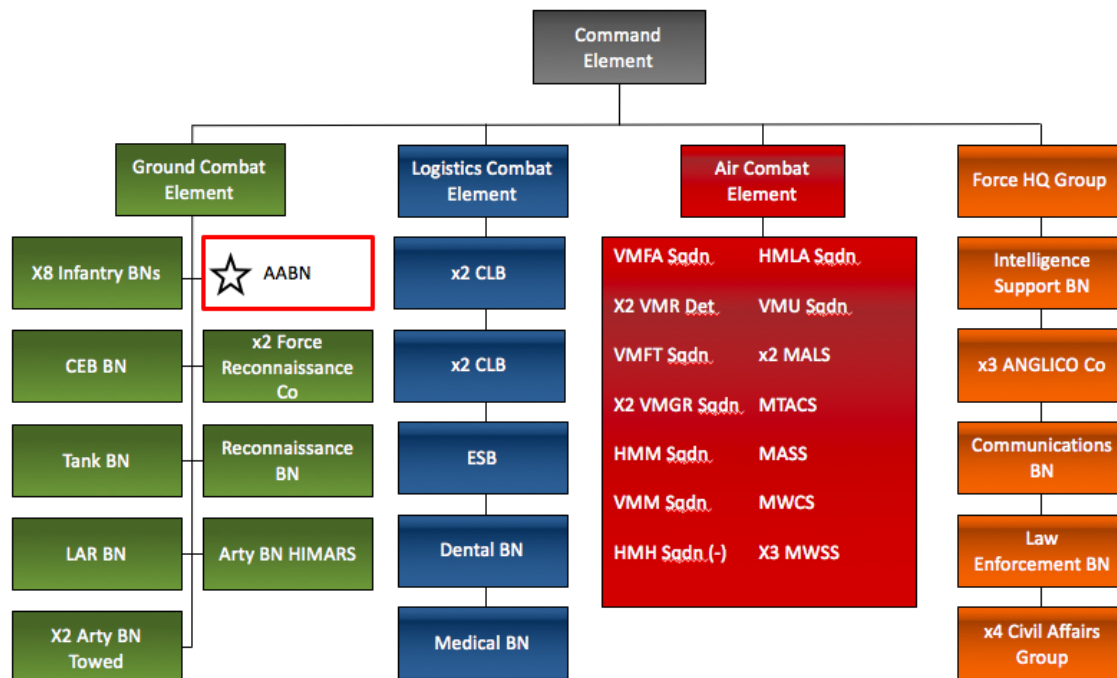 Command
Element
Ground Combat
Element
Logistics Combat
Element
Air Combat
Element
Force HQ Group
X8 Infantry BNs
AABN
CEB BN
x2 Force
Reconnaissance
Co
Tank BN
Reconnaissance
BN
LAR BN
Arty BN HIMARS
X2 Arty BN
Towed
x2 CLB
x2 CLB
ESB
Dental BN
Medical BN
VMFA Sqdn
HMLA Sqdn
X2 VMR Det
VMU Sqdn
VMFT Sqdn
x2 MALS
X2 VMGR Sqdn
MTACS
HMM Sqdn
MASS
VMM Sqdn
MWCS
HMH Sqdn (-)
X3 MWSS
Intelligence
Support BN
x3 ANGLICO Co
Communications
BN
Law
Enforcement BN
x4 Civil Affairs
Group